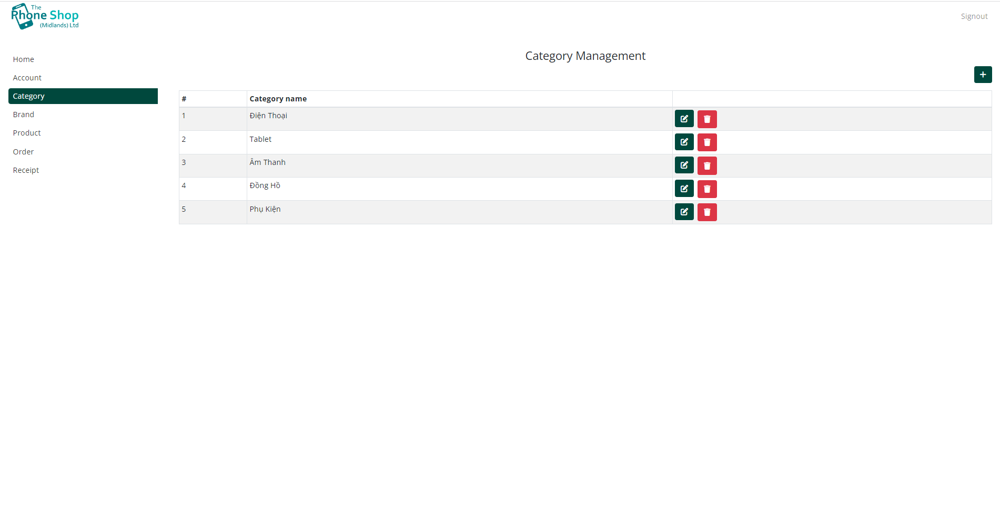 The
Phone Shop
(Midlands) Ltd
Signout
Home
Account
Category
Brand
Product
Order
Receipt
Category Management
# Category name
1 Điện Thoại
2 Tablet
3 Âm Thanh
4 Đồng Hồ
5 Phụ Kiện